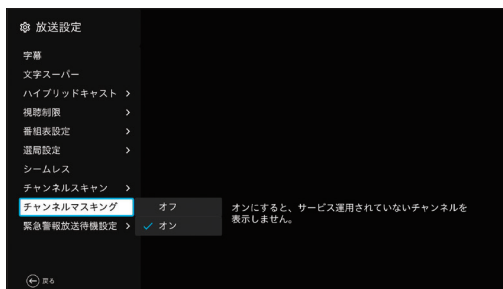 放送設定
字幕
文字スーパー
ハイブリッドキャスト
視聴制限
番組表設定
選局設定
シームレス
チャンネルスキャン
チャンネルマスキング
オフ
オンにすると、サービス運用されていないチャンネルを
表示しません。
緊急警報放送待機設定
オン
戻る